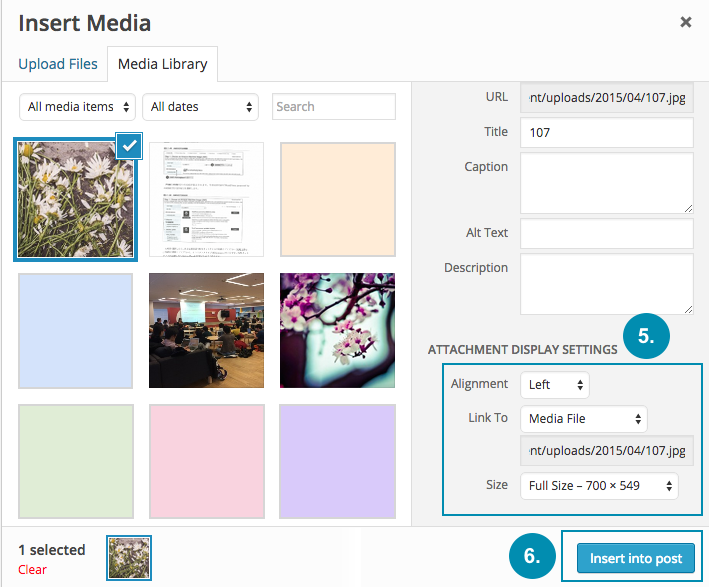 Insert Media
×
Upload Files
Media Library
All media items
All dates
Search
URL
nt/uploads/2015/04/107.jpg
Title
107
Caption
Alt Text
Description
ATTACHMENT DISPLAY SETTINGS
5.
Alignment
Left
Link To
Media File
nt/uploads/2015/04/107.jpg
Size
Full Size – 700 × 549
1 selected
Clear
6.
Insert into post